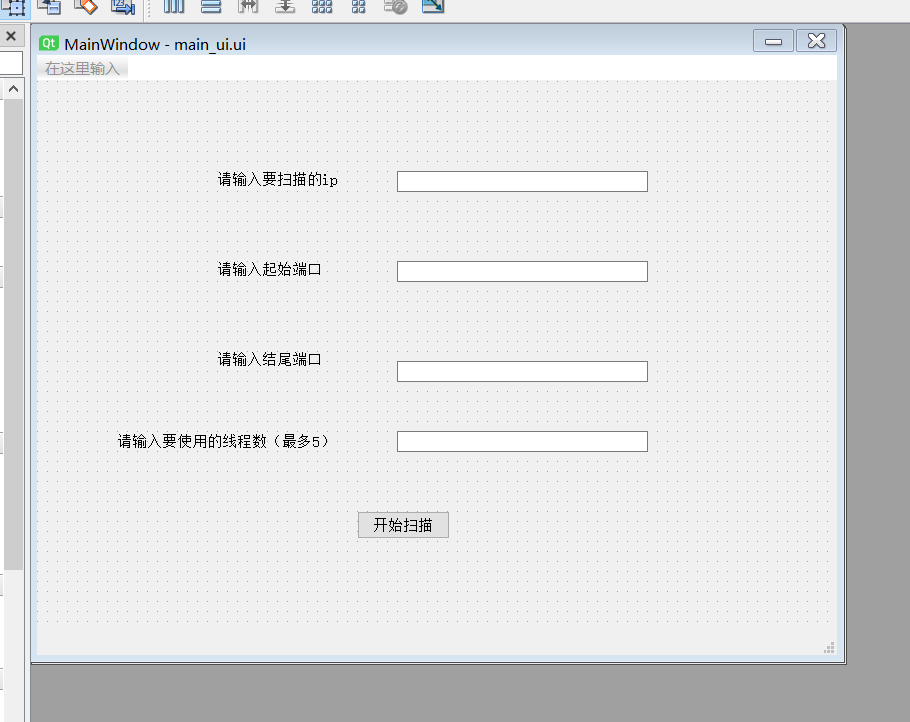 MainWindow - main_ui.ui
在这里输入
请输入要扫描的ip
请输入起始端口
请输入结尾端口
请输入要使用的线程数（最多5）
开始扫描